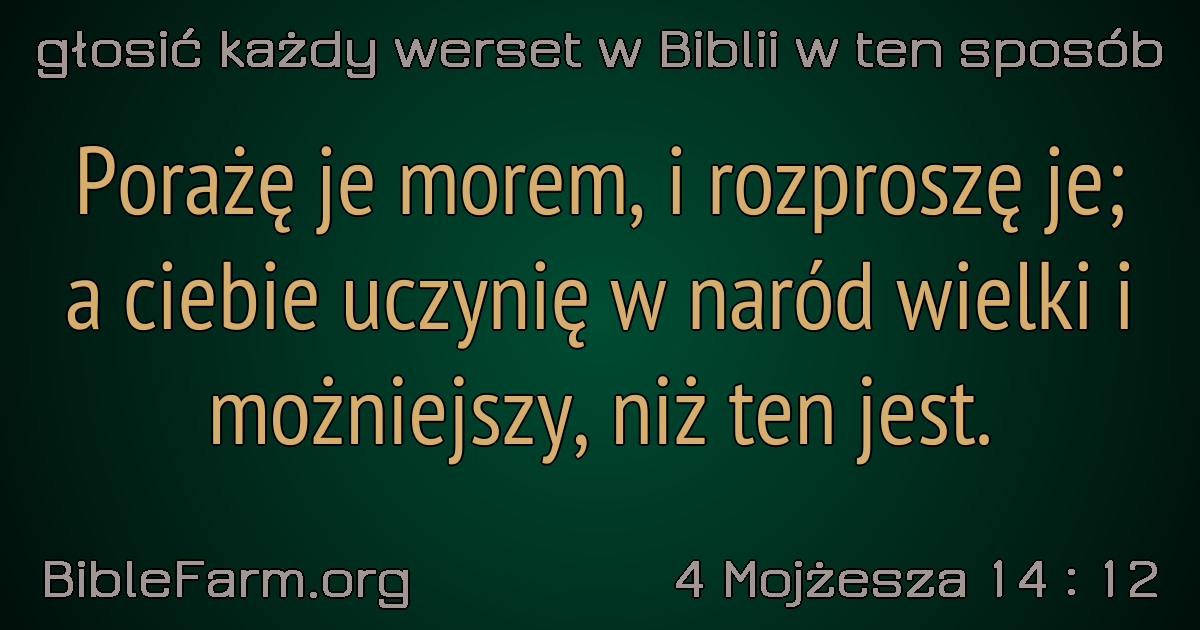 głosić każdy werset w Biblii w ten sposób
Porażę je morem, i rozproszę je;
a ciebie uczynię w naród wielki i
możniejszy, niż ten jest.
BibleFarm.org
4 Mojżesza 14 : 12